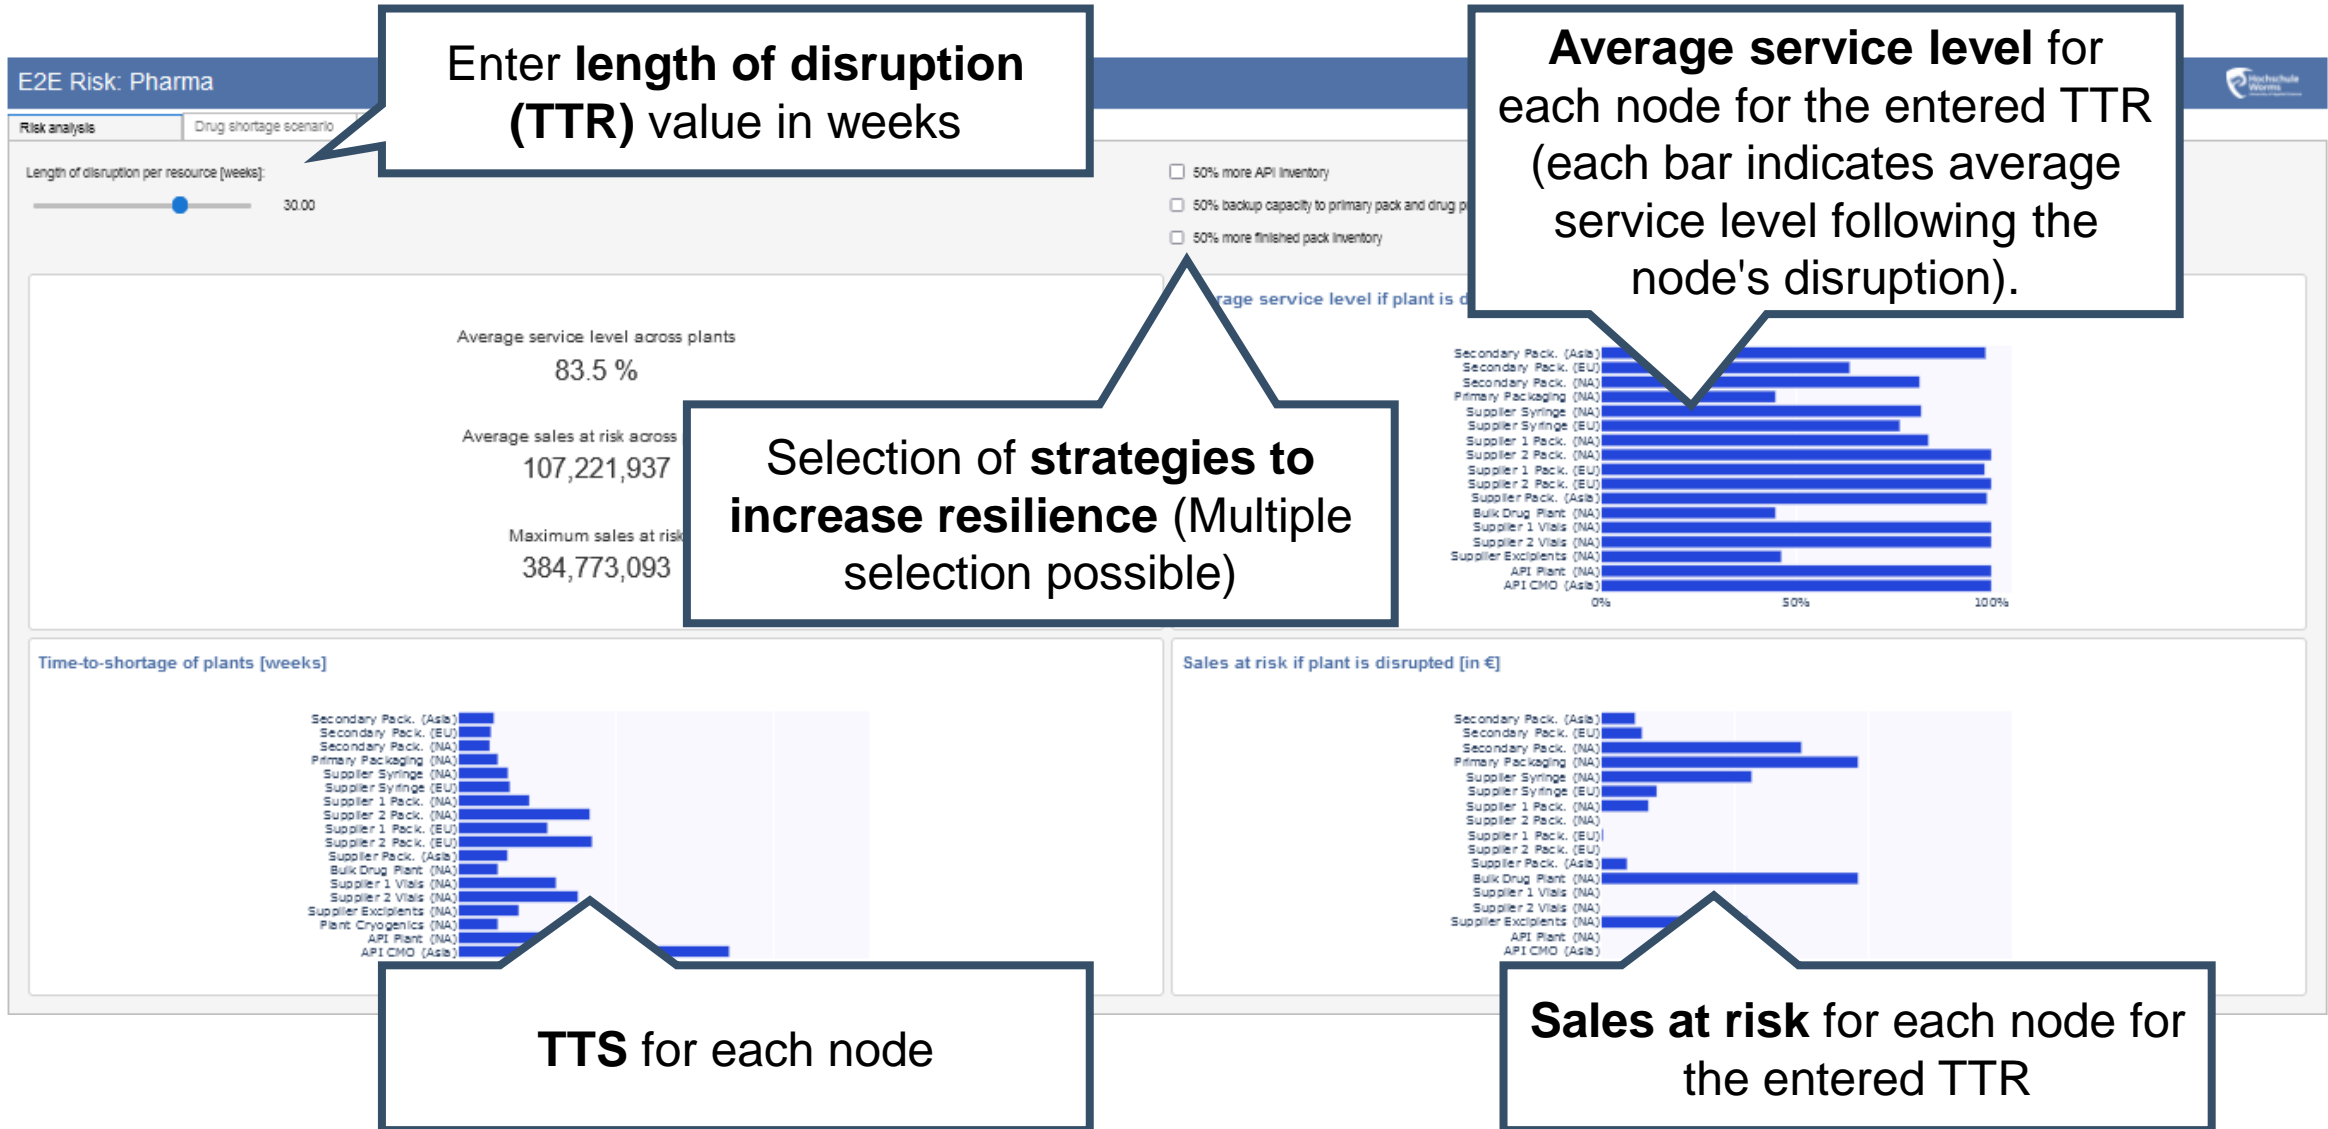 Enter length of disruption
(TTR) value in weeks
Average service level for
each node for the entered TTR
(each bar indicates average
service level following the
node's disruption).
E2E Risk: Pharma
Hochschule
Worms
Risk analysis
Drug shortage scenario
Length of disruption per resource [weeks]:
30.00
50% more API inventory
50% backup capacity to primary pack and drug p
50% more finished pack inventory
Average service level across plants
83.5 %
Average sales at risk across
107,221,937
Maximum sales at risk
384,773,093
Selection of strategies to
increase resilience (Multiple
selection possible)
rage service level if plant is d
Secondary Pack. (Asia)
Secondary Pack. (EU)
Secondary Pack. (NA)
Primary Packaging (NA)
Supplier Syringe (NA)
Supplier Syringe (EU)
Supplier 1 Pack. (NA)
Supplier 2 Pack. (NA)
Supplier 1 Pack. (EU)
Supplier 2 Pack. (EU)
Supplier Pack. (Asia)
Bulk Drug Plant (NA)
Supplier 1 Vials (NA)
Supplier 2 Vials (NA)
Supplier Excipients (NA)
API Plant (NA)
API CMO (Asia)
0% 50% 100%
Time-to-shortage of plants [weeks]
Secondary Pack. (Asia)
Secondary Pack. (EU)
Secondary Pack. (NA)
Primary Packaging (NA)
Supplier Syringe (NA)
Supplier Syringe (EU)
Supplier 1 Pack. (NA)
Supplier 2 Pack. (NA)
Supplier 1 Pack. (EU)
Supplier 2 Pack. (EU)
Supplier Pack. (Asia)
Bulk Drug Plant (NA)
Supplier 1 Vials (NA)
Supplier 2 Vials (NA)
Supplier Excipients (NA)
Plant Cryogenics (NA)
API Plant (NA)
API CMO (Asia)
TTS for each node
Sales at risk if plant is disrupted [in €]
Secondary Pack. (Asia)
Secondary Pack. (EU)
Secondary Pack. (NA)
Primary Packaging (NA)
Supplier Syringe (NA)
Supplier Syringe (EU)
Supplier 1 Pack. (NA)
Supplier 2 Pack. (NA)
Supplier 1 Pack. (EU)
Supplier 2 Pack. (EU)
Supplier Pack. (Asia)
Bulk Drug Plant (NA)
Supplier 1 Vials (NA)
Supplier 2 Vials (NA)
Supplier Excipients (NA)
API Plant (NA)
API CMO (Asia)
Sales at risk for each node for
the entered TTR